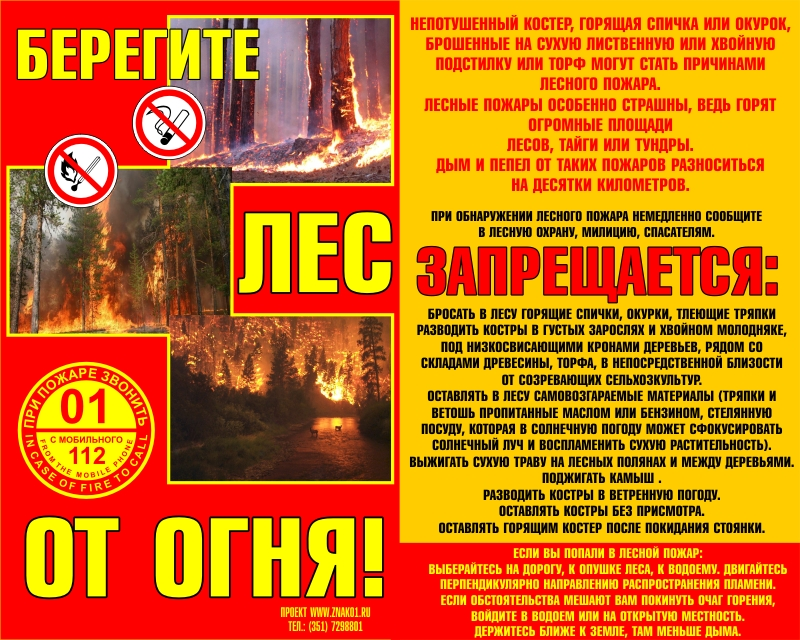 БЕРЕГИТЕ
ЛЕС
ПРИ ПОЖАРЕ ЗВОНИТЬ
01
С МОБИЛЬНОГО
112
FROM THE MOBILE PHONE
IN CASE OF FIRE TO CALL
ОТ ОГНЯ!
ПРОЕКТ WWW.ZNAK01.RU
ТЕЛ.: (351) 7298801
НЕПОТУШЕННЫЙ КОСТЕР, ГОРЯЩАЯ СПИЧКА ИЛИ ОКУРОК,
БРОШЕННЫЕ НА СУХУЮ ЛИСТВЕННУЮ ИЛИ ХВОЙНУЮ
ПОДСТИЛКУ ИЛИ ТОРФ МОГУТ СТАТЬ ПРИЧИНАМИ
ЛЕСНОГО ПОЖАРА.
ЛЕСНЫЕ ПОЖАРЫ ОСОБЕННО СТРАШНЫ, ВЕДЬ ГОРЯТ
ОГРОМНЫЕ ПЛОЩАДИ
ЛЕСОВ, ТАЙГИ ИЛИ ТУНДРЫ.
ДЫМ И ПЕПЕЛ ОТ ТАКИХ ПОЖАРОВ РАЗНОСИТЬСЯ
НА ДЕСЯТКИ КИЛОМЕТРОВ.
ПРИ ОБНАРУЖЕНИИ ЛЕСНОГО ПОЖАРА НЕМЕДЛЕННО СООБЩИТЕ
В ЛЕСНУЮ ОХРАНУ, МИЛИЦИЮ, СПАСАТЕЛЯМ.
ЗАПРЕЩАЕТСЯ:
БРОСАТЬ В ЛЕСУ ГОРЯЩИЕ СПИЧКИ, ОКУРКИ, ТЛЕЮЩИЕ ТРЯПКИ
РАЗВОДИТЬ КОСТРЫ В ГУСТЫХ ЗАРОСЛЯХ И ХВОЙНОМ МОЛОДНЯКЕ,
ПОД НИЗКОСВИСАЮЩИМИ КРОНАМИ ДЕРЕВЬЕВ, РЯДОМ СО
СКЛАДАМИ ДРЕВЕСИНЫ, ТОРФА, В НЕПОСРЕДСТВЕННОЙ БЛИЗОСТИ
ОТ СОЗРЕВАЮЩИХ СЕЛЬХОЗКУЛЬТУР.
ОСТАВЛЯТЬ В ЛЕСУ САМОВОЗГАРАЕМЫЕ МАТЕРИАЛЫ (ТРЯПКИ И
ВЕТОШЬ ПРОПИТАННЫЕ МАСЛОМ ИЛИ БЕНЗИНОМ, СТЕЛЯННУЮ
ПОСУДУ, КОТОРАЯ В СОЛНЕЧНУЮ ПОГОДУ МОЖЕТ СФОКУСИРОВАТЬ
СОЛНЕЧНЫЙ ЛУЧ И ВОСПЛАМЕНИТЬ СУХУЮ РАСТИТЕЛЬНОСТЬ).
ВЫЖИГАТЬ СУХУЮ ТРАВУ НА ЛЕСНЫХ ПОЛЯНАХ И МЕЖДУ ДЕРЕВЬЯМИ.
ПОДЖИГАТЬ КАМЫШ .
РАЗВОДИТЬ КОСТРЫ В ВЕТРЕННУЮ ПОГОДУ.
ОСТАВЛЯТЬ КОСТРЫ БЕЗ ПРИСМОТРА.
ОСТАВЛЯТЬ ГОРЯЩИМ КОСТЕР ПОСЛЕ ПОКИДАНИЯ СТОЯНКИ.
ЕСЛИ ВЫ ПОПАЛИ В ЛЕСНОЙ ПОЖАР:
ВЫБЕРАЙТЕСЬ НА ДОРОГУ, К ОПУШКЕ ЛЕСА, К ВОДОЕМУ. ДВИГАЙТЕСЬ
ПЕРПЕНДИКУЛЯРНО НАПРАВЛЕНИЮ РАСПРОСТРАНЕНИЯ ПЛАМЕНИ.
ЕСЛИ ОБСТОЯТЕЛЬСТВА МЕШАЮТ ВАМ ПОКИНУТЬ ОЧАГ ГОРЕНИЯ,
ВОЙДИТЕ В ВОДОЕМ ИЛИ НА ОТКРЫТУЮ МЕСТНОСТЬ.
ДЕРЖИТЕСЬ БЛИЖЕ К ЗЕМЛЕ, ТАМ МЕНЬШЕ ДЫМА.